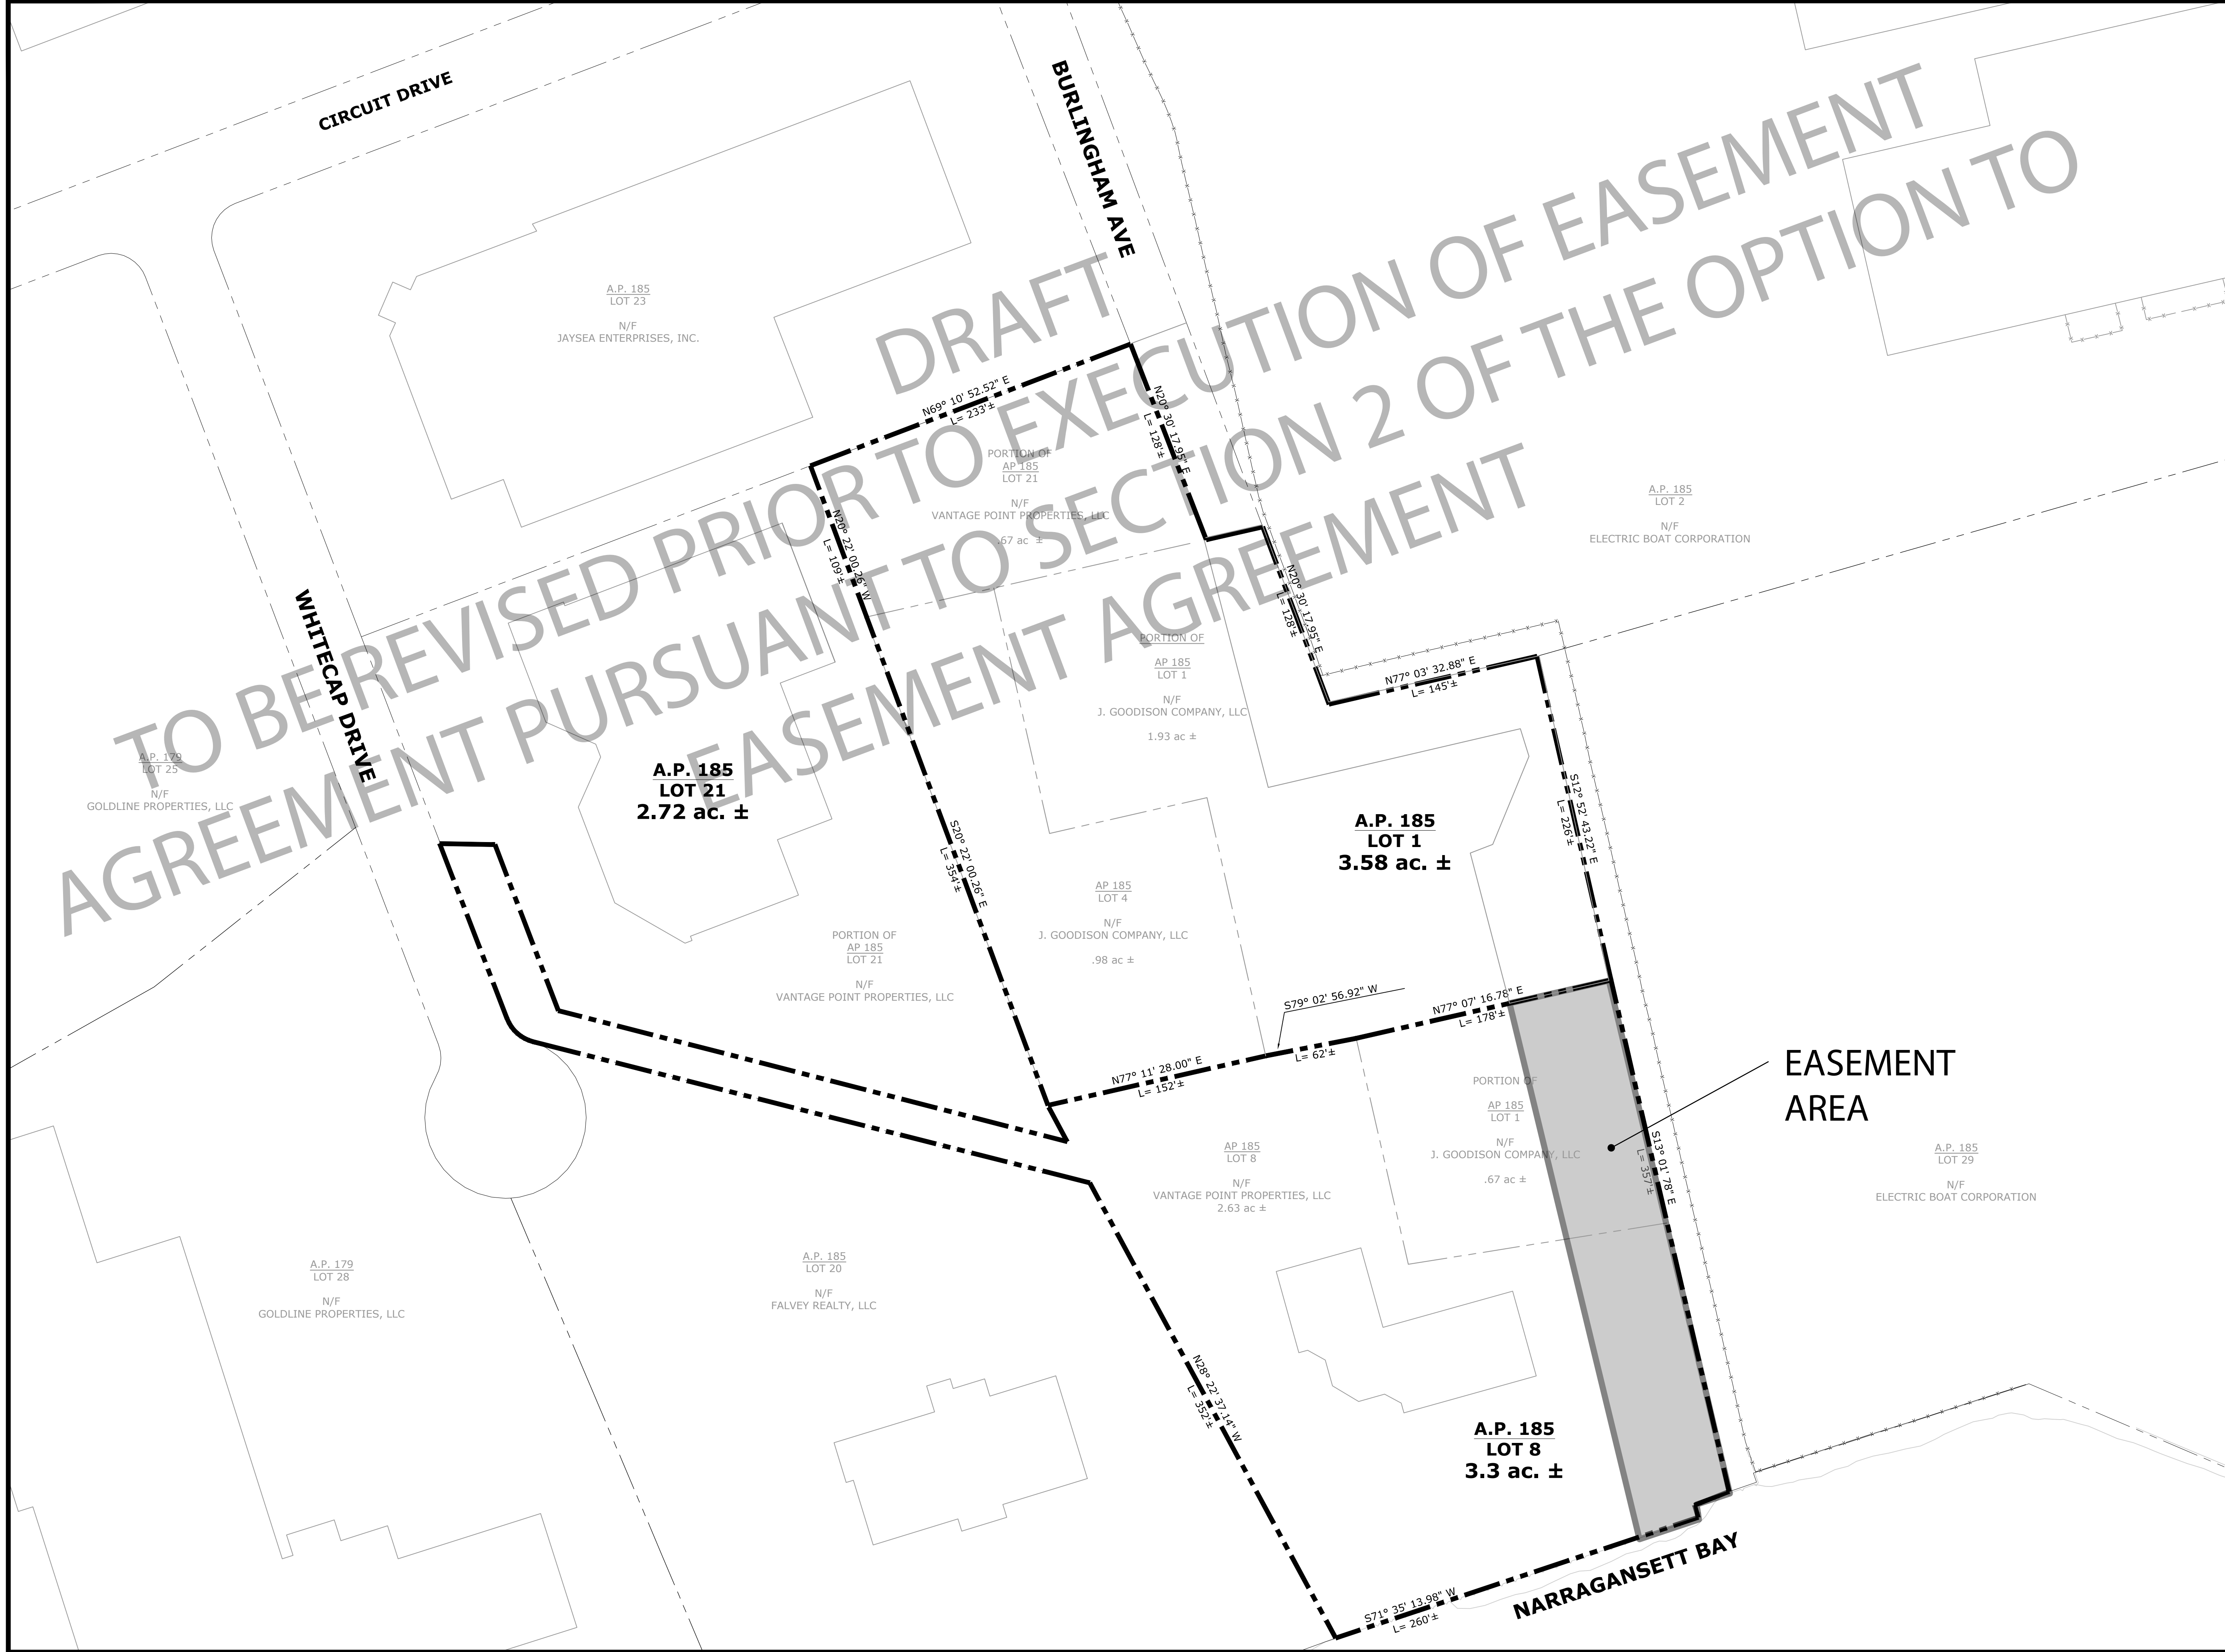 CIRCUIT DRIVE
BURLINGHAM AVE
WHITECAP DRIVE
DRAFT
TO BE REVISED PRIOR TO EXECUTION OF EASEMENT
AGREEMENT PURSUANT TO SECTION 2 OF THE OPTION TO
EASEMENT AGREEMENT
A.P. 185
LOT 23
N/F
JAYSEA ENTERPRISES, INC.
N69° 10' 52.52" E
L= 233'±
N20° 30' 17.95" E
L= 128'±
PORTION OF
AP 185
LOT 21
N/F
VANTAGE POINT PROPERTIES, LLC
.67 ac ±
N20° 22' 00.26" W
L= 109'±
A.P. 185
LOT 2
N/F
ELECTRIC BOAT CORPORATION
N20° 30' 17.95" E
L= 128'±
PORTION OF
AP 185
LOT 1
N/F
J. GOODISON COMPANY, LLC
1.93 ac ±
N77° 03' 32.88" E
L= 145'±
A.P. 179
LOT 25
N/F
GOLDLINE PROPERTIES, LLC
A.P. 185
LOT 21
2.72 ac. ±
S20° 22' 00.26" E
L= 354'±
A.P. 185
LOT 1
3.58 ac. ±
S12° 52' 43.22" E
L= 226'±
AP 185
LOT 4
N/F
J. GOODISON COMPANY, LLC
.98 ac ±
PORTION OF
AP 185
LOT 21
N/F
VANTAGE POINT PROPERTIES, LLC
S79° 02' 56.92" W
L= 62'±
N77° 07' 16.78" E
L= 178'±
N77° 11' 28.00" E
L= 152'±
EASEMENT
AREA
PORTION OF
AP 185
LOT 1
N/F
J. GOODISON COMPANY, LLC
.67 ac ±
S13° 01' 78" E
L= 357'±
AP 185
LOT 8
N/F
VANTAGE POINT PROPERTIES, LLC
2.63 ac ±
A.P. 185
LOT 29
N/F
ELECTRIC BOAT CORPORATION
A.P. 179
LOT 28
N/F
GOLDLINE PROPERTIES, LLC
A.P. 185
LOT 20
N/F
FALVEY REALTY, LLC
N28° 22' 37.14" W
L= 352'±
A.P. 185
LOT 8
3.3 ac. ±
S71° 35' 13.98" W
L= 260'±
NARRAGANSETT BAY